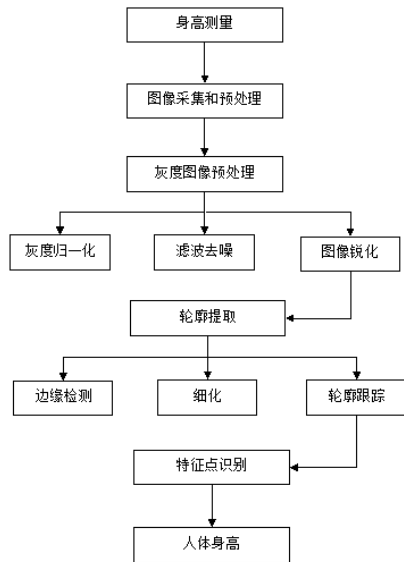 身高测量
图像采集和预处理
灰度图像预处理
灰度归一化
滤波去噪
图像锐化
轮廓提取
边缘检测
细化
轮廓跟踪
特征点识别
人体身高